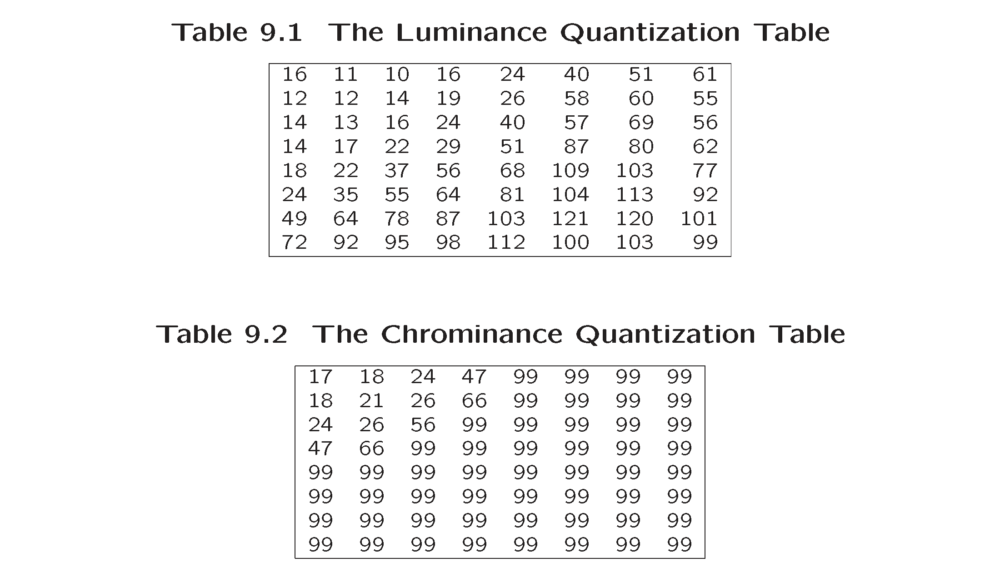 Table 9.1 The Luminance Quantization Table
16 11 10 16 24 40 51 61
12 12 14 19 26 58 60 55
14 13 16 24 40 57 69 56
14 17 22 29 51 87 80 62
18 22 37 56 68 109 103 77
24 35 55 64 81 104 113 92
49 64 78 87 103 121 120 101
72 92 95 98 112 100 103 99
Table 9.2 The Chrominance Quantization Table
17 18 24 47 99 99 99 99
18 21 26 66 99 99 99 99
24 26 56 99 99 99 99 99
47 66 99 99 99 99 99 99
99 99 99 99 99 99 99 99
99 99 99 99 99 99 99 99
99 99 99 99 99 99 99 99
99 99 99 99 99 99 99 99